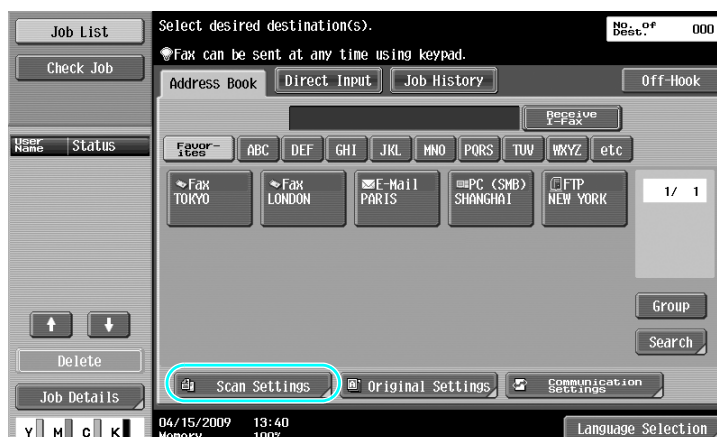 Job List
Check Job
User Name
Status
Delete
Job Details
Y M C K
Select desired destination(s).
Fax can be sent at any time using keypad.
No. of Dest.
000
Address Book
Direct Input
Job History
Off-Hook
Receive I-Fax
Favor-ites
ABC
DEF
GHI
JKL
MNO
PQRS
TUV
WXYZ
etc
Fax
TOKYO
Fax
LONDON
E-Mail
PARIS
PC (SMB)
SHANGHAI
FTP
NEW YORK
1/ 1
Group
Search
Scan Settings
Original Settings
Communication Settings
04/15/2009 13:40
Memory 100%
Language Selection